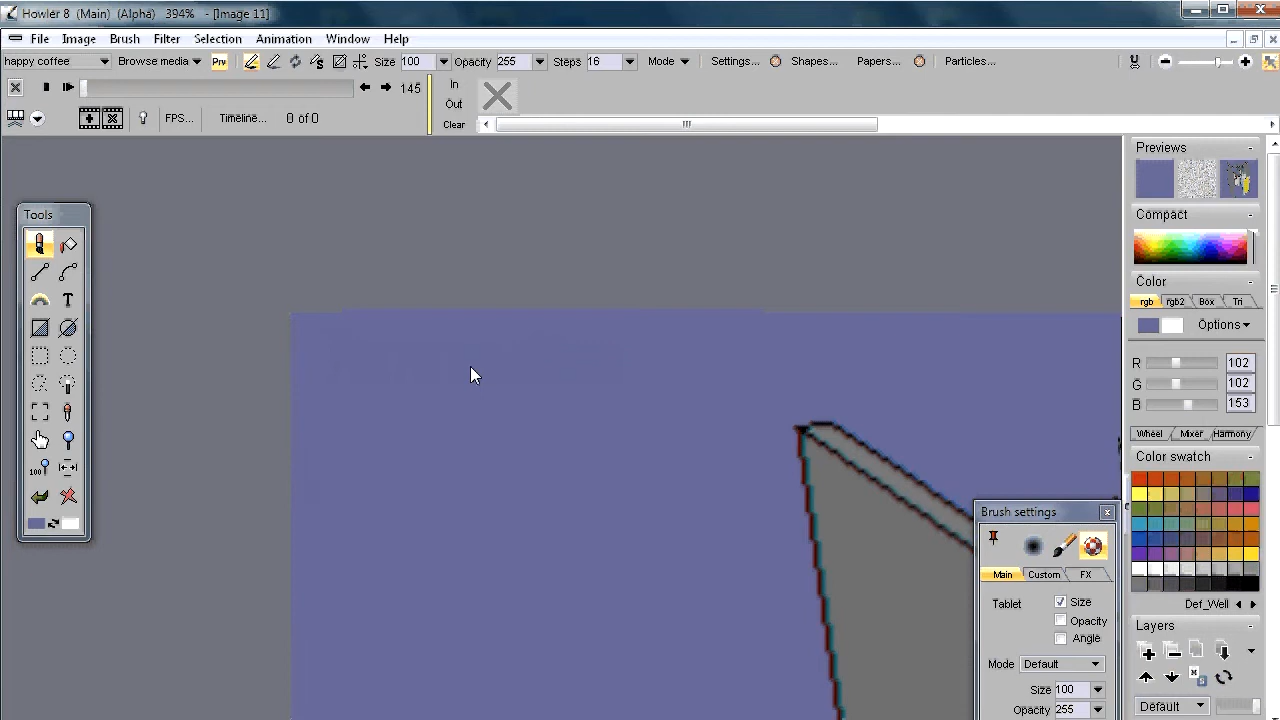 Howler 8 (Main) (Alpha) 394% - [Image 11]
File Image Brush Filter Selection Animation Window Help
happy coffee Browse media Prv Size 100 Opacity 255 Step 16 Mode Settings... Shapes... Papers... Particles...
145 In
Out
FPS... Timeline... 0 of 0 Clear
Previews
Tools
Compact
Color
rgb rgb2 Box Tri
T
Options
R 102
G 102
B 153
Wheel Mixer Harmony
Color swatch
100
Brush settings
Main Custom FX
Tablet Size
Opacity
Angle
Def_Well
Layers
Mode Default
Size 100
Opacity 255
Default